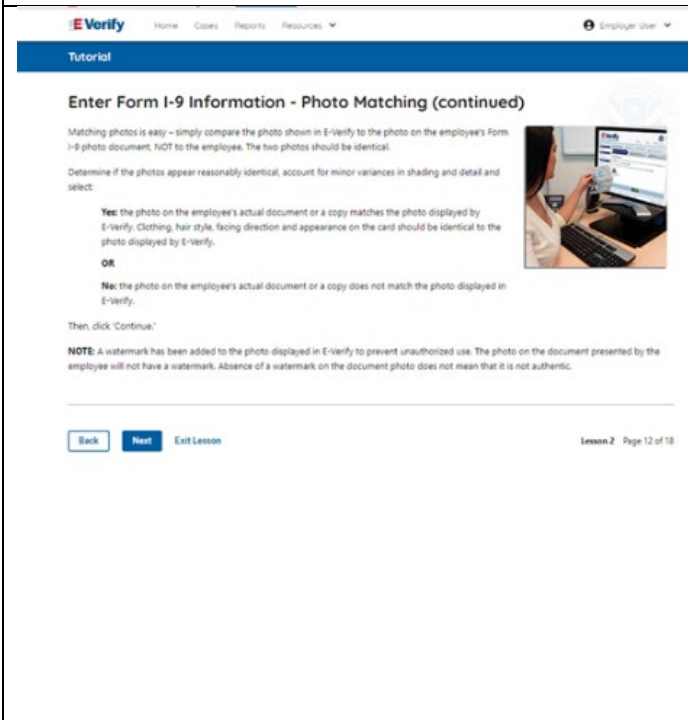 E-Verify Home Cases Reports Resources Employer User
Tutorial
Enter Form I-9 Information - Photo Matching (continued)
Matching photos is easy – simply compare the photo shown in E-Verify to the photo on the employee's Form
I-9 photo document, NOT to the employee. The two photos should be identical.
Determine if the photos appear reasonably identical, account for minor variances in shading and detail and
select:
Yes: the photo on the employee's actual document or a copy matches the photo displayed by
E-Verify. Clothing, hair style, facing direction and appearance on the card should be identical to the
photo displayed by E-Verify.
OR
No: the photo on the employee's actual document or a copy does not match the photo displayed in
E-Verify.
Then, click 'Continue.'
NOTE: A watermark has been added to the photo displayed in E-Verify to prevent unauthorized use. The photo on the document presented by the
employee will not have a watermark. Absence of a watermark on the document photo does not mean that it is not authentic.
Back Next Exit Lesson Lesson 2 Page 12 of 18